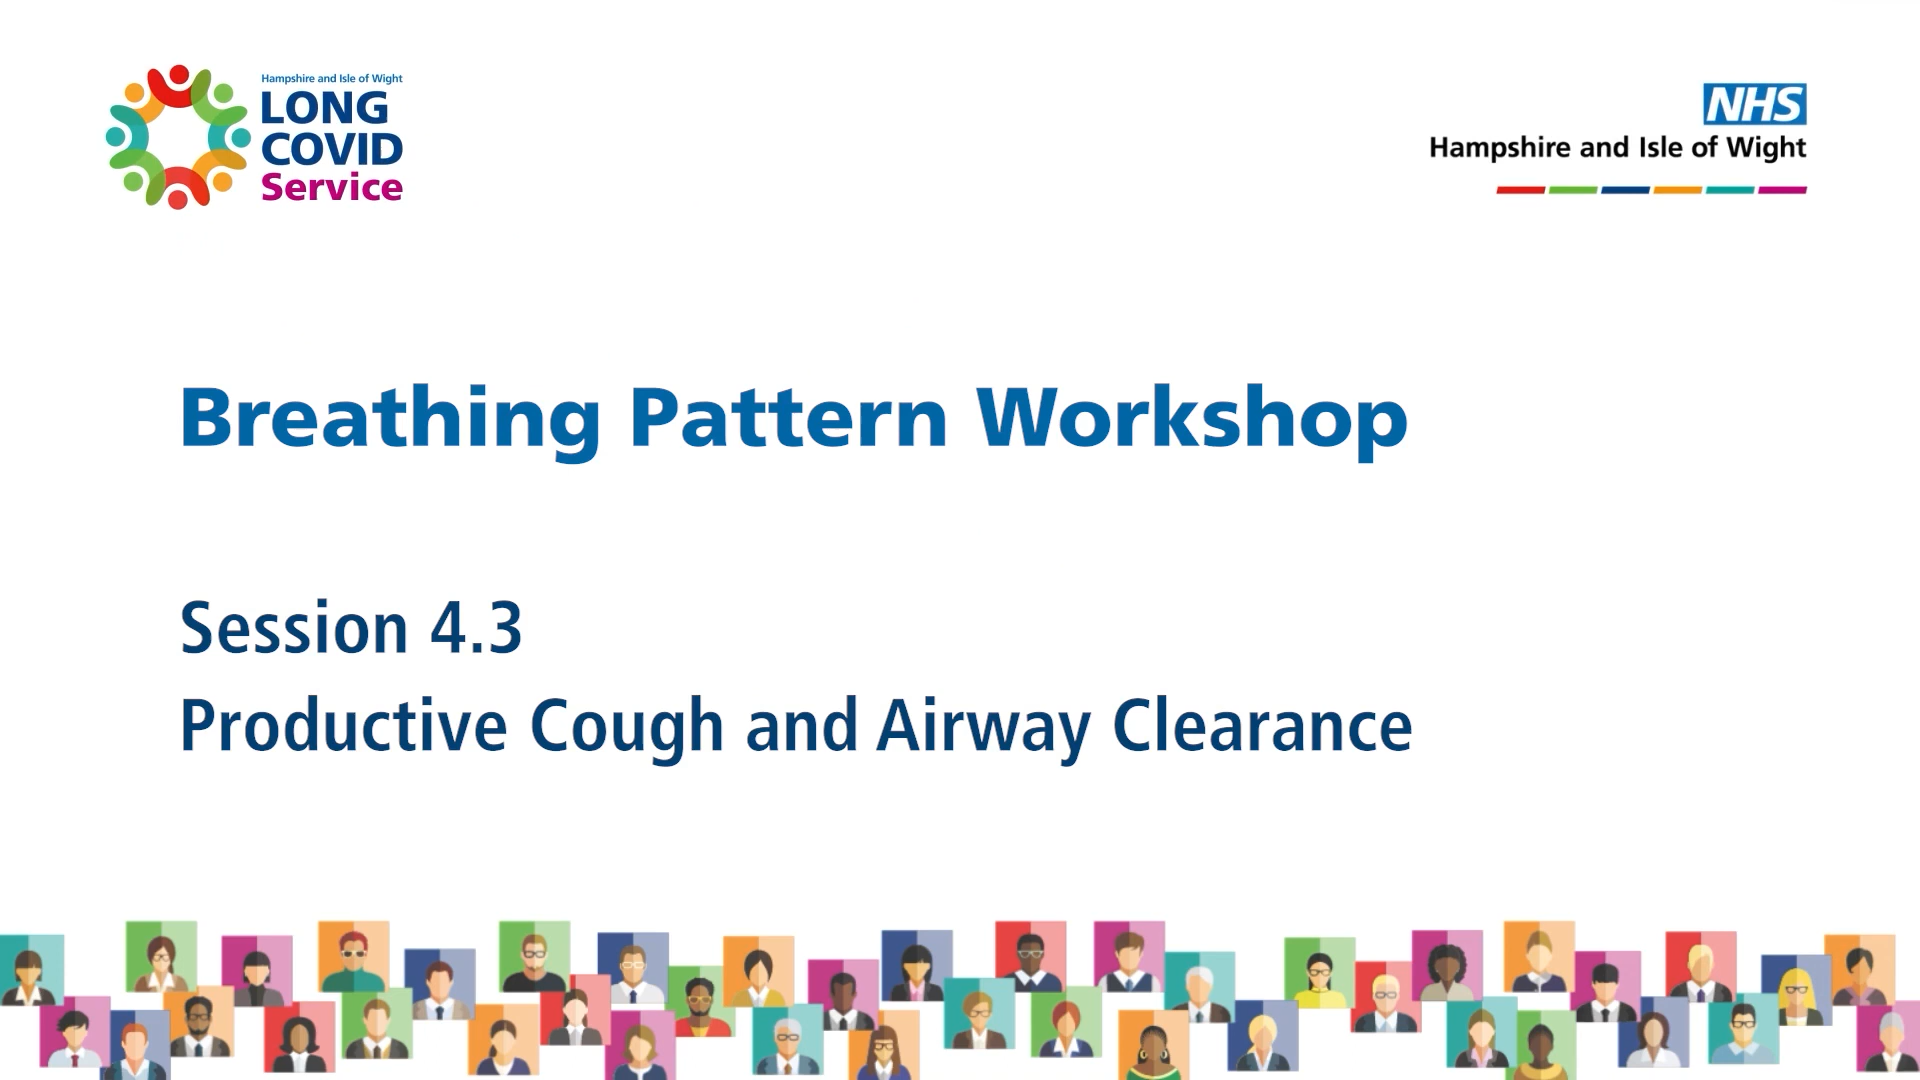 Hampshire and Isle of Wight
LONG
COVID
Service
NHS
Hampshire and Isle of Wight
Breathing Pattern Workshop
Session 4.3
Productive Cough and Airway Clearance